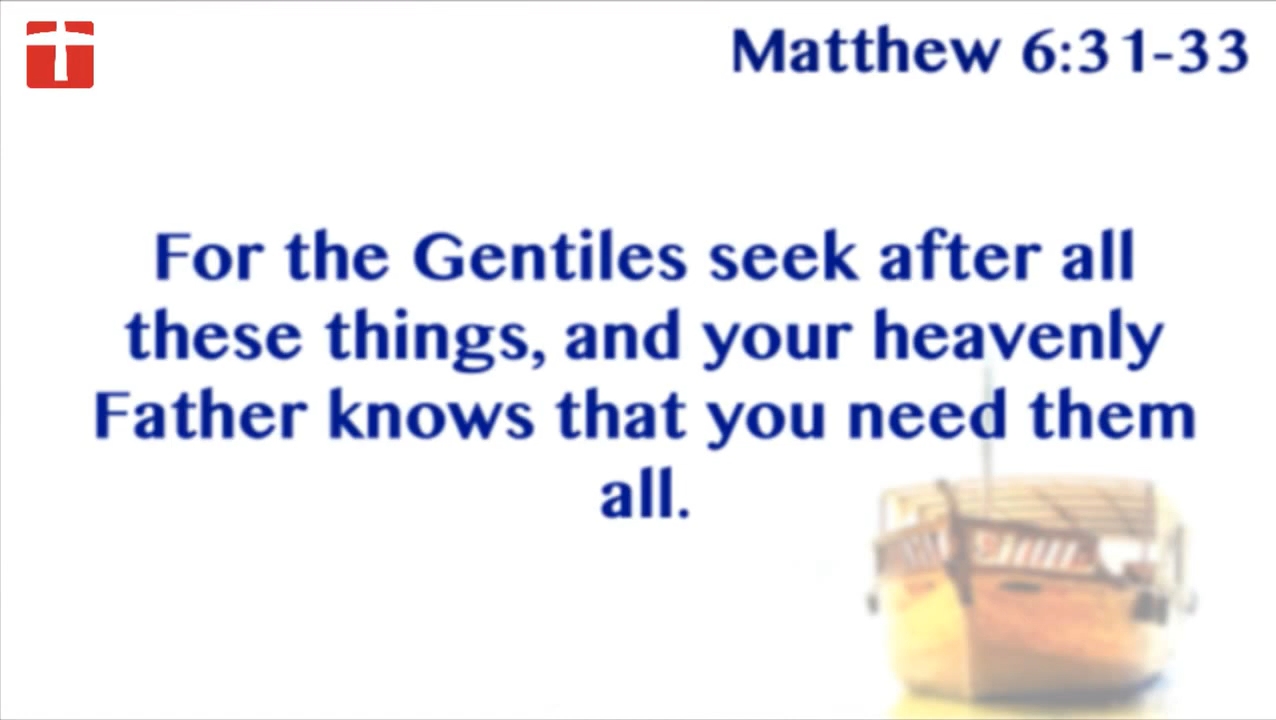 Matthew 6:31-33
For the Gentiles seek after all
these things, and your heavenly
Father knows that you need them
all.